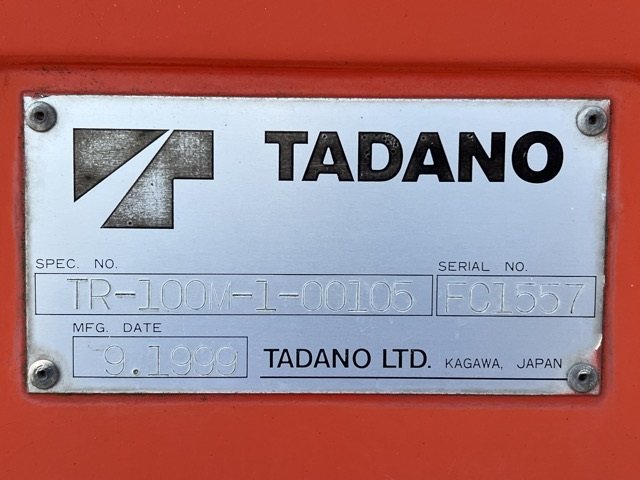 TADANO
SPEC. NO.
SERIAL NO.
TR-100M-1-00105
FC1557
MFG. DATE
9.1999
TADANO LTD. KAGAWA, JAPAN